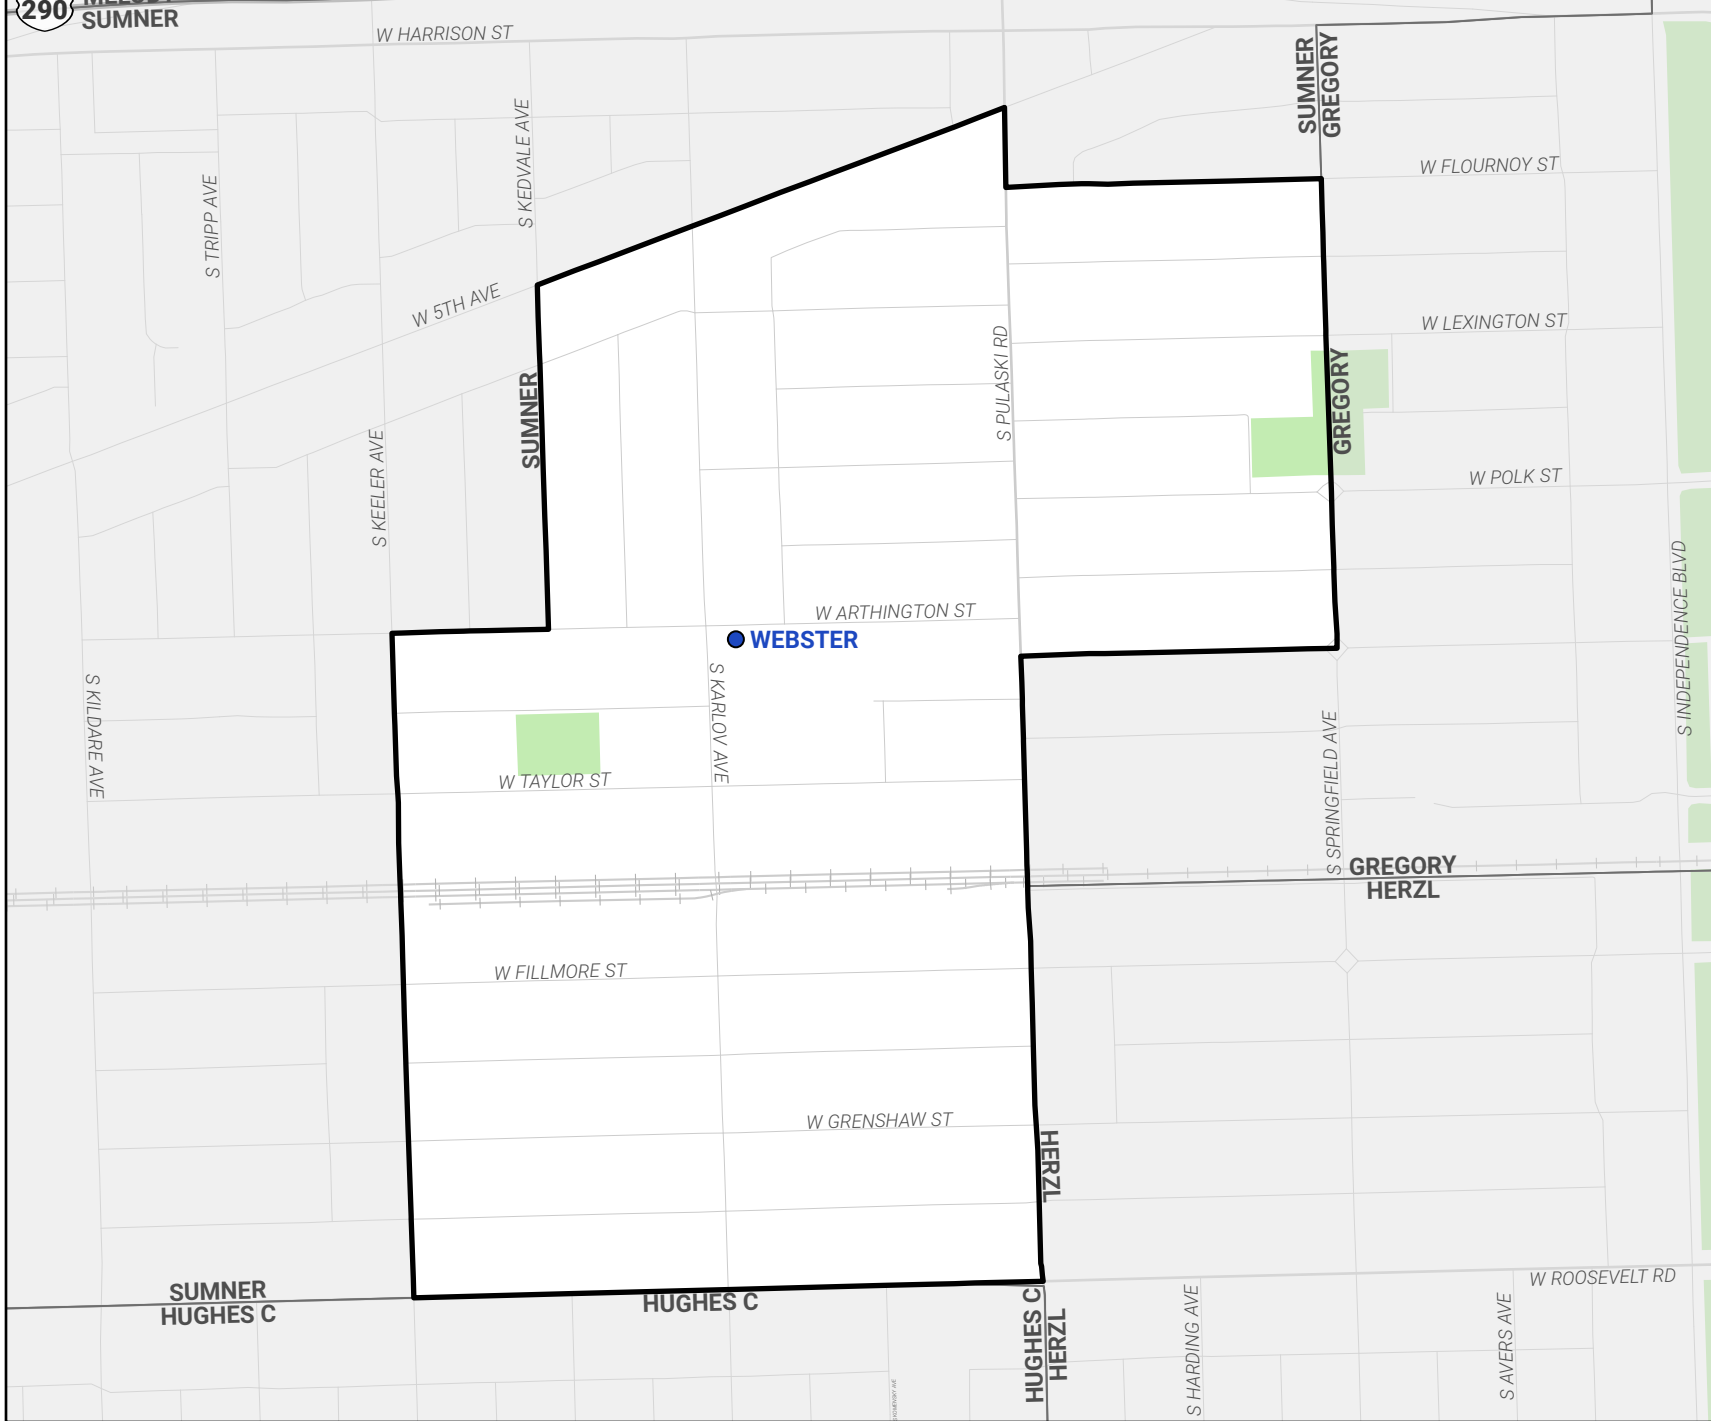 290
SUMNER
W HARRISON ST
SUMNER
GREGORY
S KEDVALE AVE
W FLOURNOY ST
S TRIPP AVE
W 5TH AVE
W LEXINGTON ST
S PULASKI RD
SUMNER
GREGORY
S KEELER AVE
W POLK ST
S INDEPENDENCE BLVD
W ARTHINGTON ST
WEBSTER
S KILDARE AVE
S KARLOV AVE
S SPRINGFIELD AVE
W TAYLOR ST
GREGORY
HERZL
W FILLMORE ST
W GRENSHAW ST
HERZL
W ROOSEVELT RD
SUMNER
HUGHES C
HUGHES C
HUGHES C
HERZL
S HARDING AVE
S AVERS AVE